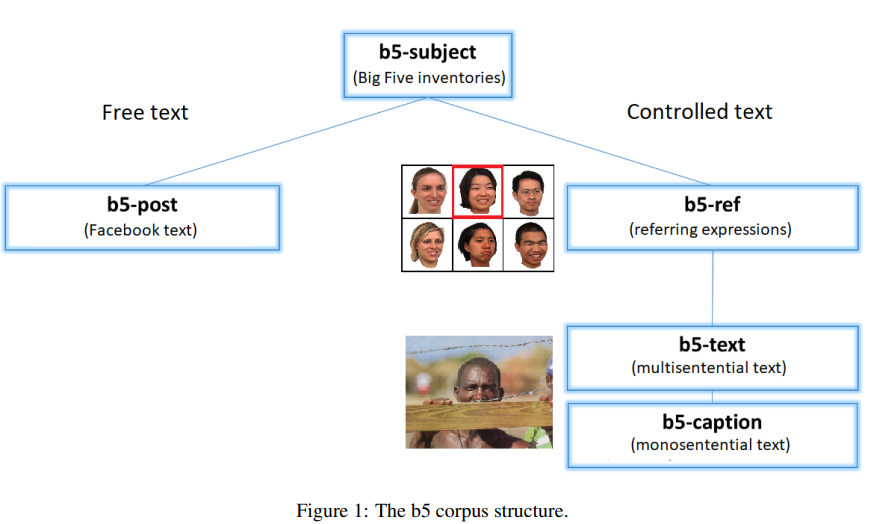 b5-subject
(Big Five inventories)
Free text
Controlled text
b5-post
(Facebook text)
b5-ref
(referring expressions)
b5-text
(multisentential text)
b5-caption
(monosentential text)
Figure 1: The b5 corpus structure.